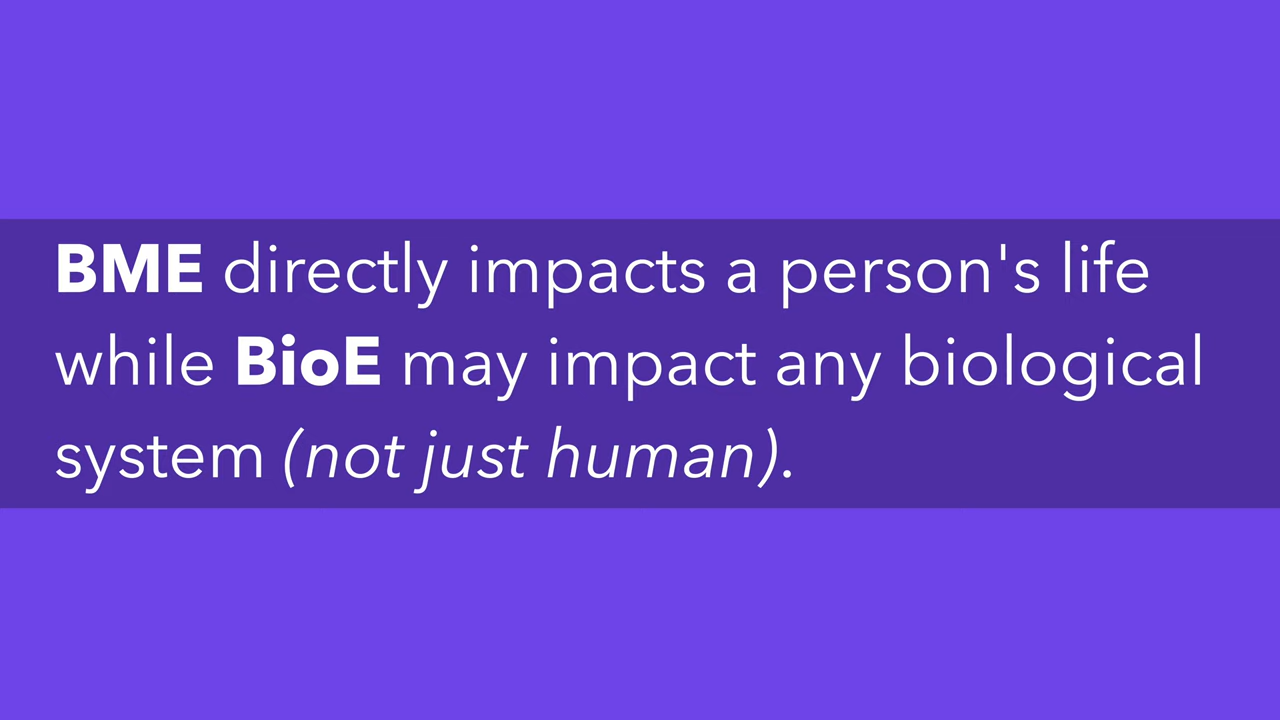 BME directly impacts a person's life
while BioE may impact any biological
system (not just human).